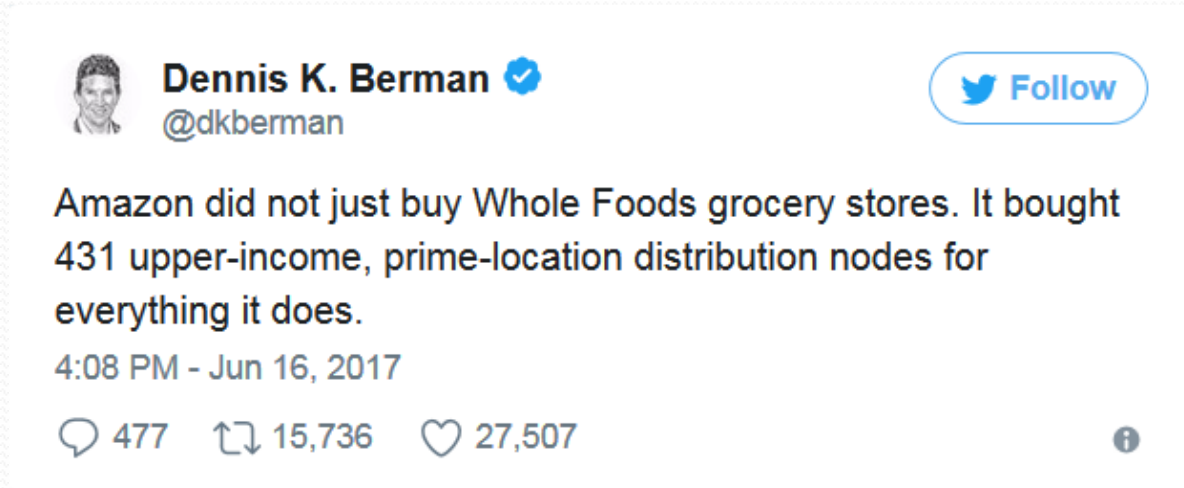 Dennis K. Berman
@dkberman
Follow
Amazon did not just buy Whole Foods grocery stores. It bought
431 upper-income, prime-location distribution nodes for
everything it does.
4:08 PM - Jun 16, 2017
477 15,736 27,507